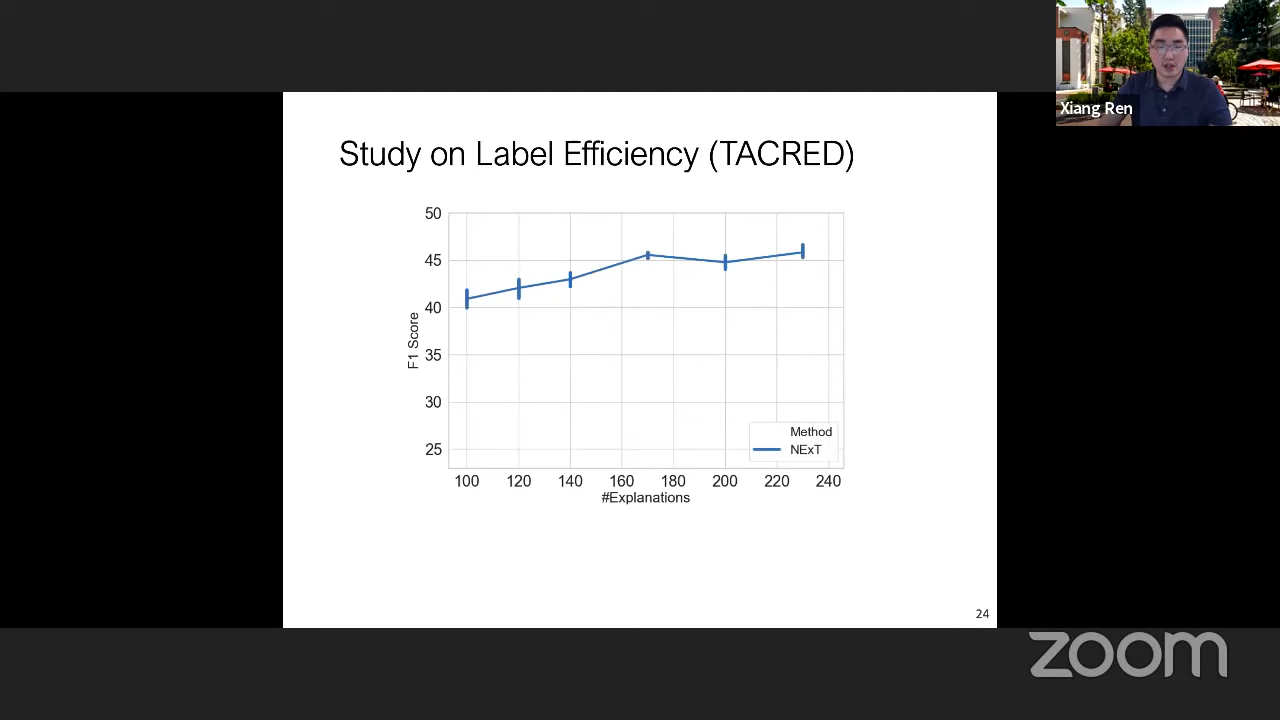 Xiang Ren
Study on Label Efficiency (TACRED)
50
45
40
35
30
25
F1 Score
Method
NExT
100 120 140 160 180 200 220 240
#Explanations
24
zoom